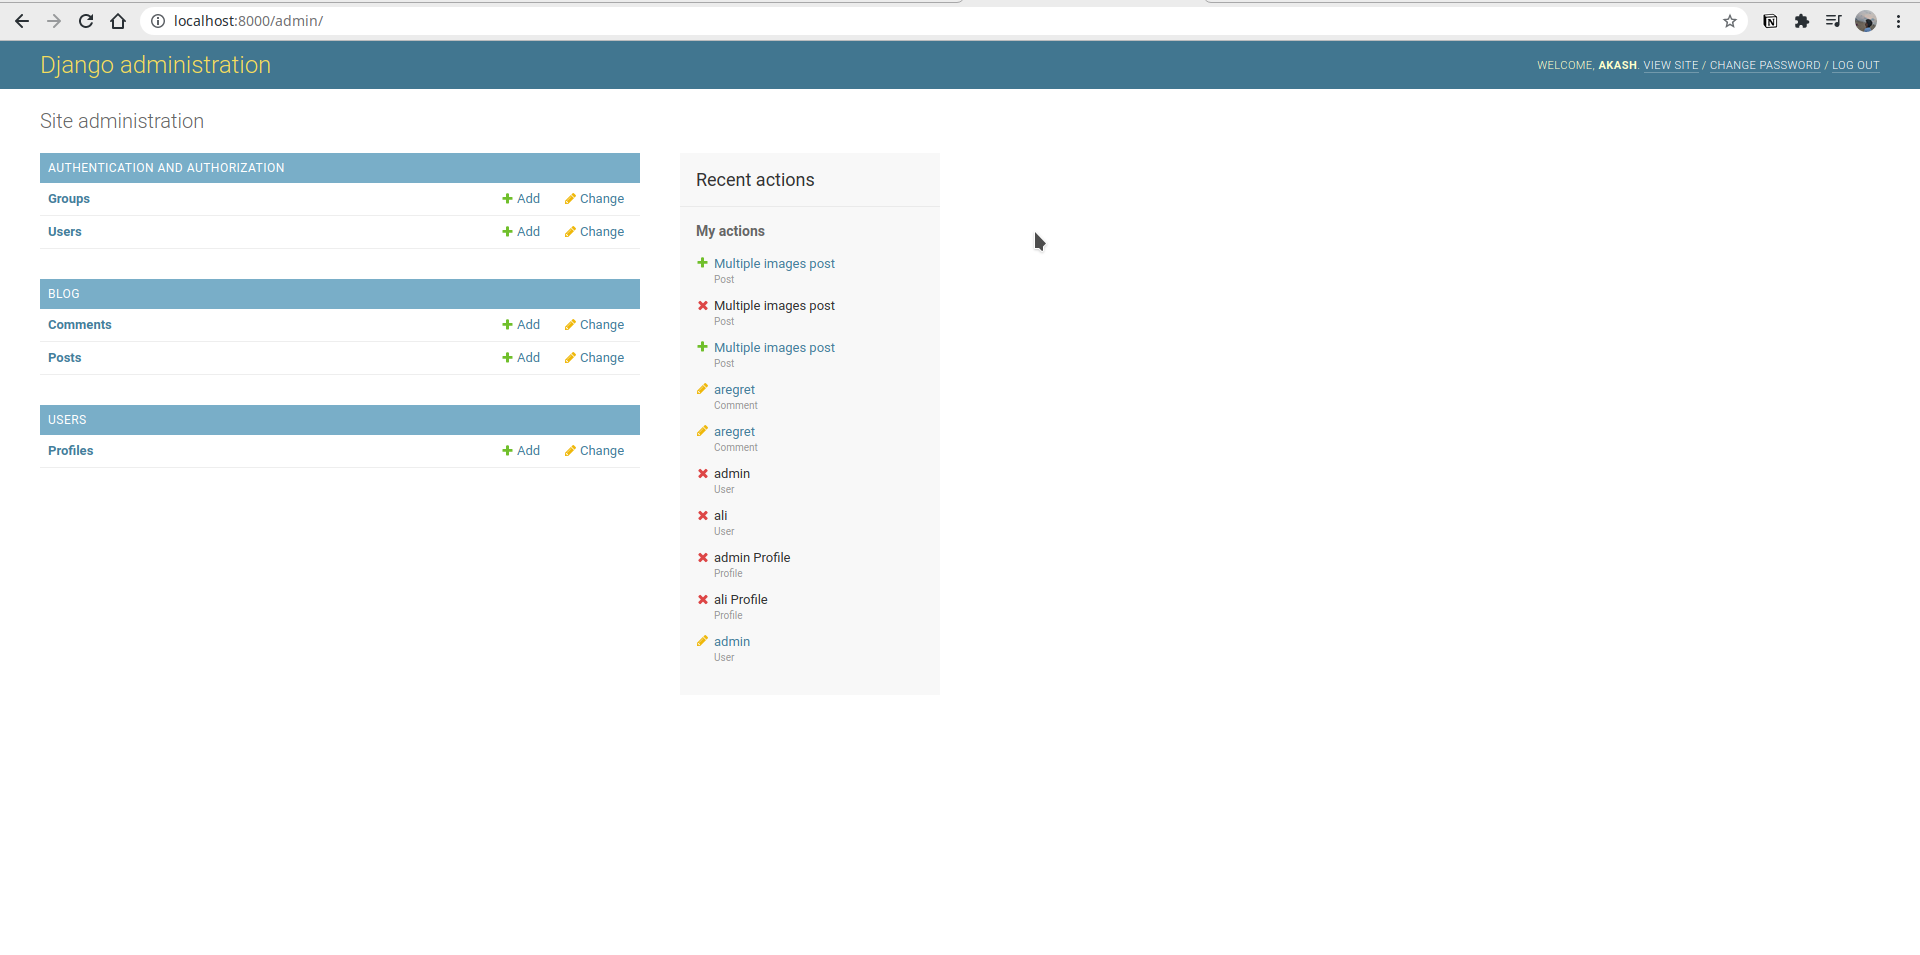 localhost:8000/admin/
Django administration
WELCOME, AKASH. VIEW SITE / CHANGE PASSWORD / LOG OUT
Site administration
AUTHENTICATION AND AUTHORIZATION
Groups Add Change
Users Add Change
BLOG
Comments Add Change
Posts Add Change
USERS
Profiles Add Change
Recent actions
My actions
Multiple images post
Post
Multiple images post
Post
Multiple images post
Post
aregret
Comment
aregret
Comment
admin
User
ali
User
admin Profile
Profile
ali Profile
Profile
admin
User